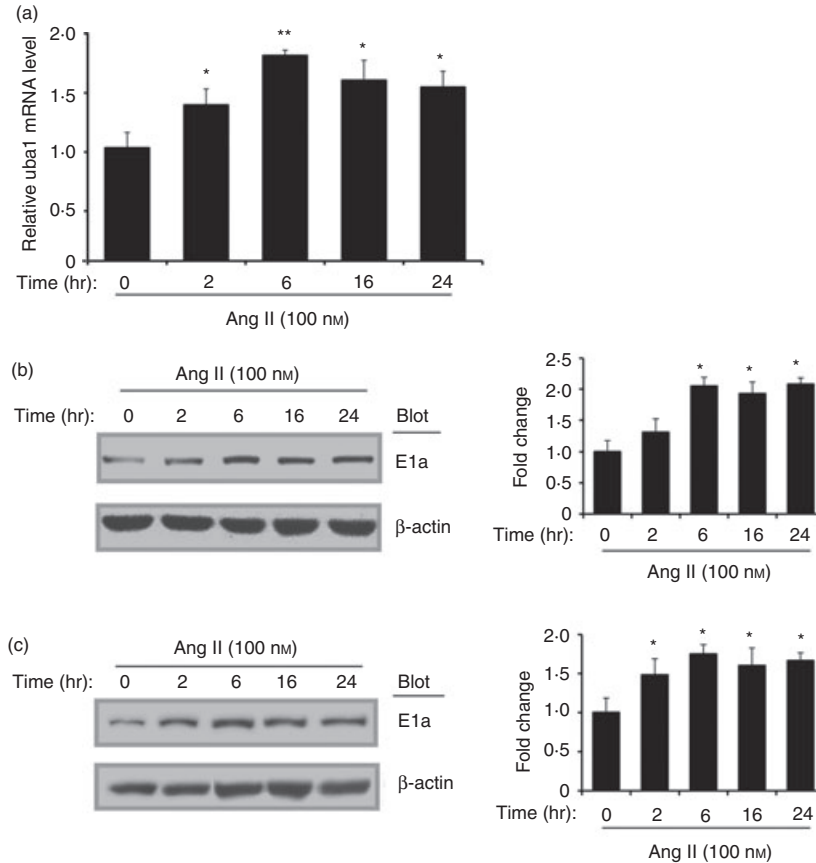 (a)
Relative uba1 mRNA level
2·0
1·5
1·0
0·5
0
* ** * *
Time (hr): 0 2 6 16 24
Ang II (100 nM)
(b)
Ang II (100 nM)
Time (hr): 0 2 6 16 24 Blot
E1a
β-actin
Fold change
2·5
2·0
1·5
1·0
0·5
0
* * *
Time (hr): 0 2 6 16 24
Ang II (100 nM)
(c)
Ang II (100 nM)
Time (hr): 0 2 6 16 24 Blot
E1a
β-actin
Fold change
2·0
1·5
1·0
0·5
0
* * * *
Time (hr): 0 2 6 16 24
Ang II (100 nM)